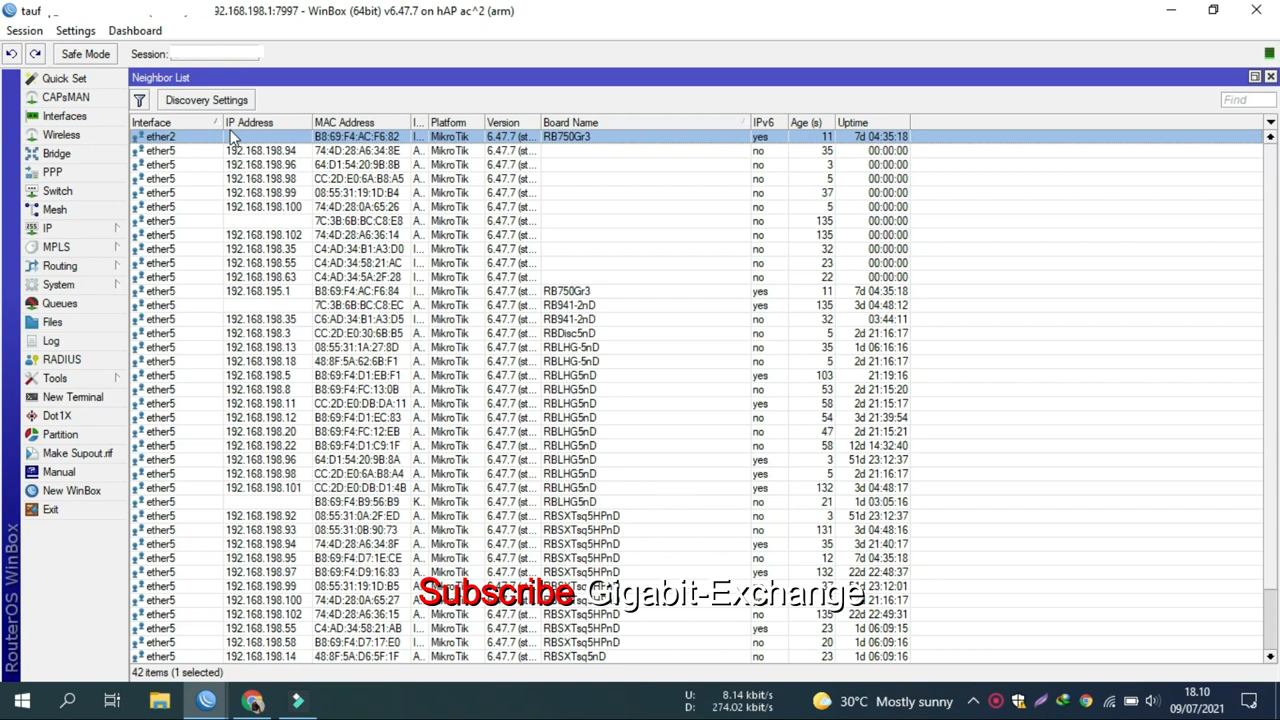 tauf 92.168.198.1:7997 - WinBox (64bit) v6.47.7 on hAP ac^2 (arm)
Session Settings Dashboard
Safe Mode Session:
Neighbor List
Discovery Settings Find
Interface IP Address MAC Address I... Platform Version Board Name IPv6 Age (s) Uptime
ether2 B8:69:F4:AC:F6:82 I... MikroTik 6.47.7 (st... RB750Gr3 yes 11 7d 04:35:18
ether5 192.168.198.94 74:4D:28:A6:34:8E A.. MikroTik 6.47.7 (st... no 35 00:00:00
ether5 192.168.198.96 64:D1:54:20:9B:8B A.. MikroTik 6.47.7 (st... no 3 00:00:00
ether5 192.168.198.98 CC:2D:E0:6A:B8:A5 A.. MikroTik 6.47.7 (st... no 5 00:00:00
ether5 192.168.198.99 08:55:31:19:1D:B4 A.. MikroTik 6.47.7 (st... no 37 00:00:00
ether5 192.168.198.100 74:4D:28:0A:65:26 A.. MikroTik 6.47.7 (st... no 5 00:00:00
ether5 7C:3B:6B:BC:C8:E8 A.. MikroTik 6.47.7 (st... no 135 00:00:00
ether5 192.168.198.102 74:4D:28:A6:36:14 A.. MikroTik 6.47.7 (st... no 135 00:00:00
ether5 192.168.198.35 C4:AD:34:B1:A3:D0 I... MikroTik 6.47.7 (st... no 32 00:00:00
ether5 192.168.198.55 C4:AD:34:58:21:AC I... MikroTik 6.47.7 (st... no 23 00:00:00
ether5 192.168.198.63 C4:AD:34:5A:2F:28 I... MikroTik 6.47.7 (st... no 22 00:00:00
ether5 192.168.195.1 B8:69:F4:AC:F6:84 I... MikroTik 6.47.7 (st... RB750Gr3 yes 11 7d 04:35:18
ether5 7C:3B:6B:BC:C8:EC A.. MikroTik 6.47.7 (st... RB941-2nD yes 135 3d 04:48:12
ether5 192.168.198.35 C4:AD:34:B1:A3:D5 I... MikroTik 6.47.7 (st... RB941-2nD no 32 03:44:11
ether5 192.168.198.3 CC:2D:E0:30:6B:B5 A.. MikroTik 6.47.7 (st... RBDisc5nD no 5 2d 21:16:17
ether5 192.168.198.13 08:55:31:1A:27:8D A.. MikroTik 6.47.7 (st... RBLHG-5nD no 35 1d 06:16:16
ether5 192.168.198.18 48:8F:5A:62:6B:F1 A.. MikroTik 6.47.7 (st... RBLHG-5nD no 5 2d 21:16:17
ether5 192.168.198.5 B8:69:F4:D1:EB:F1 A.. MikroTik 6.47.7 (st... RBLHG5nD yes 103 21:19:16
ether5 192.168.198.8 B8:69:F4:FC:13:0B A.. MikroTik 6.47.7 (st... RBLHG5nD no 53 2d 21:15:20
ether5 192.168.198.11 CC:2D:E0:DB:DA:11 A.. MikroTik 6.47.7 (st... RBLHG5nD yes 58 2d 21:15:17
ether5 192.168.198.12 B8:69:F4:D1:EC:83 A.. MikroTik 6.47.7 (st... RBLHG5nD no 54 3d 21:39:54
ether5 192.168.198.20 B8:69:F4:FC:12:EB A.. MikroTik 6.47.7 (st... RBLHG5nD no 47 2d 21:15:21
ether5 192.168.198.22 B8:69:F4:D1:C9:1F A.. MikroTik 6.47.7 (st... RBLHG5nD yes 58 12d 14:32:40
ether5 192.168.198.96 64:D1:54:20:9B:8A A.. MikroTik 6.47.7 (st... RBLHG5nD yes 3 51d 23:12:37
ether5 192.168.198.98 CC:2D:E0:6A:B8:A4 A.. MikroTik 6.47.7 (st... RBLHG5nD no 5 2d 21:16:17
ether5 192.168.198.101 CC:2D:E0:DB:D1:4B A.. MikroTik 6.47.7 (st... RBLHG5nD yes 12 3d 04:48:17
ether5 B8:69:F4:B9:56:B9 K.. MikroTik 6.47.7 (st... RBLHG5nD no 21 1d 03:05:16
ether5 192.168.198.92 08:55:31:0A:2F:ED A.. MikroTik 6.47.7 (st... RBSXTsq5HPnD no 3 51d 23:12:37
ether5 192.168.198.93 08:55:31:0B:90:73 A.. MikroTik 6.47.7 (st... RBSXTsq5HPnD no 131 3d 04:48:16
ether5 192.168.198.94 74:4D:28:A6:34:8F A.. MikroTik 6.47.7 (st... RBSXTsq5HPnD yes 35 3d 21:40:17
ether5 192.168.198.95 B8:69:F4:D7:1E:CE A.. MikroTik 6.47.7 (st... RBSXTsq5HPnD no 12 7d 04:35:18
ether5 192.168.198.97 B8:69:F4:D9:16:83 A.. MikroTik 6.47.7 (st... RBSXTsq5HPnD yes 132 22d 22:48:37
ether5 192.168.198.99 08:55:31:19:1D:B5 23:12:01
ether5 192.168.198.100 74:4D:28:0A:65:27 A.. MikroTik 6.47.7 (st... RBSXTsq5HPnD
ether5 192.168.198.102 74:4D:28:A6:36:15 A.. MikroTik 6.47.7 (st... RBSXTsq5HPnD no 135 22d 22:49:31
ether5 192.168.198.55 C4:AD:34:58:21:AB I... MikroTik 6.47.7 (st... RBSXTsq5HPnD yes 23 1d 06:09:15
ether5 192.168.198.58 B8:69:F4:D7:17:E0 I... MikroTik 6.47.7 (st... RBSXTsq5HPnD no 20 1d 06:09:16
ether5 192.168.198.14 48:8F:5A:D6:5F:1F A.. MikroTik 6.47.7 (st... RBSXTsq5nD no 23 1d 06:09:16
42 items (1 selected)
Quick Set
CAPsMAN
Interfaces
Wireless
Bridge
PPP
Switch
Mesh
IP
MPLS
Routing
System
Queues
Files
Log
RADIUS
Tools
New Terminal
Dot1X
Partition
Make Supout.rif
Manual
New WinBox
Exit
RouterOS WinBox
Subscribe Gigabit-Exchange
U: 8.14 kbit/s
D: 274.02 kbit/s
30°C Mostly sunny
18.10
09/07/2021